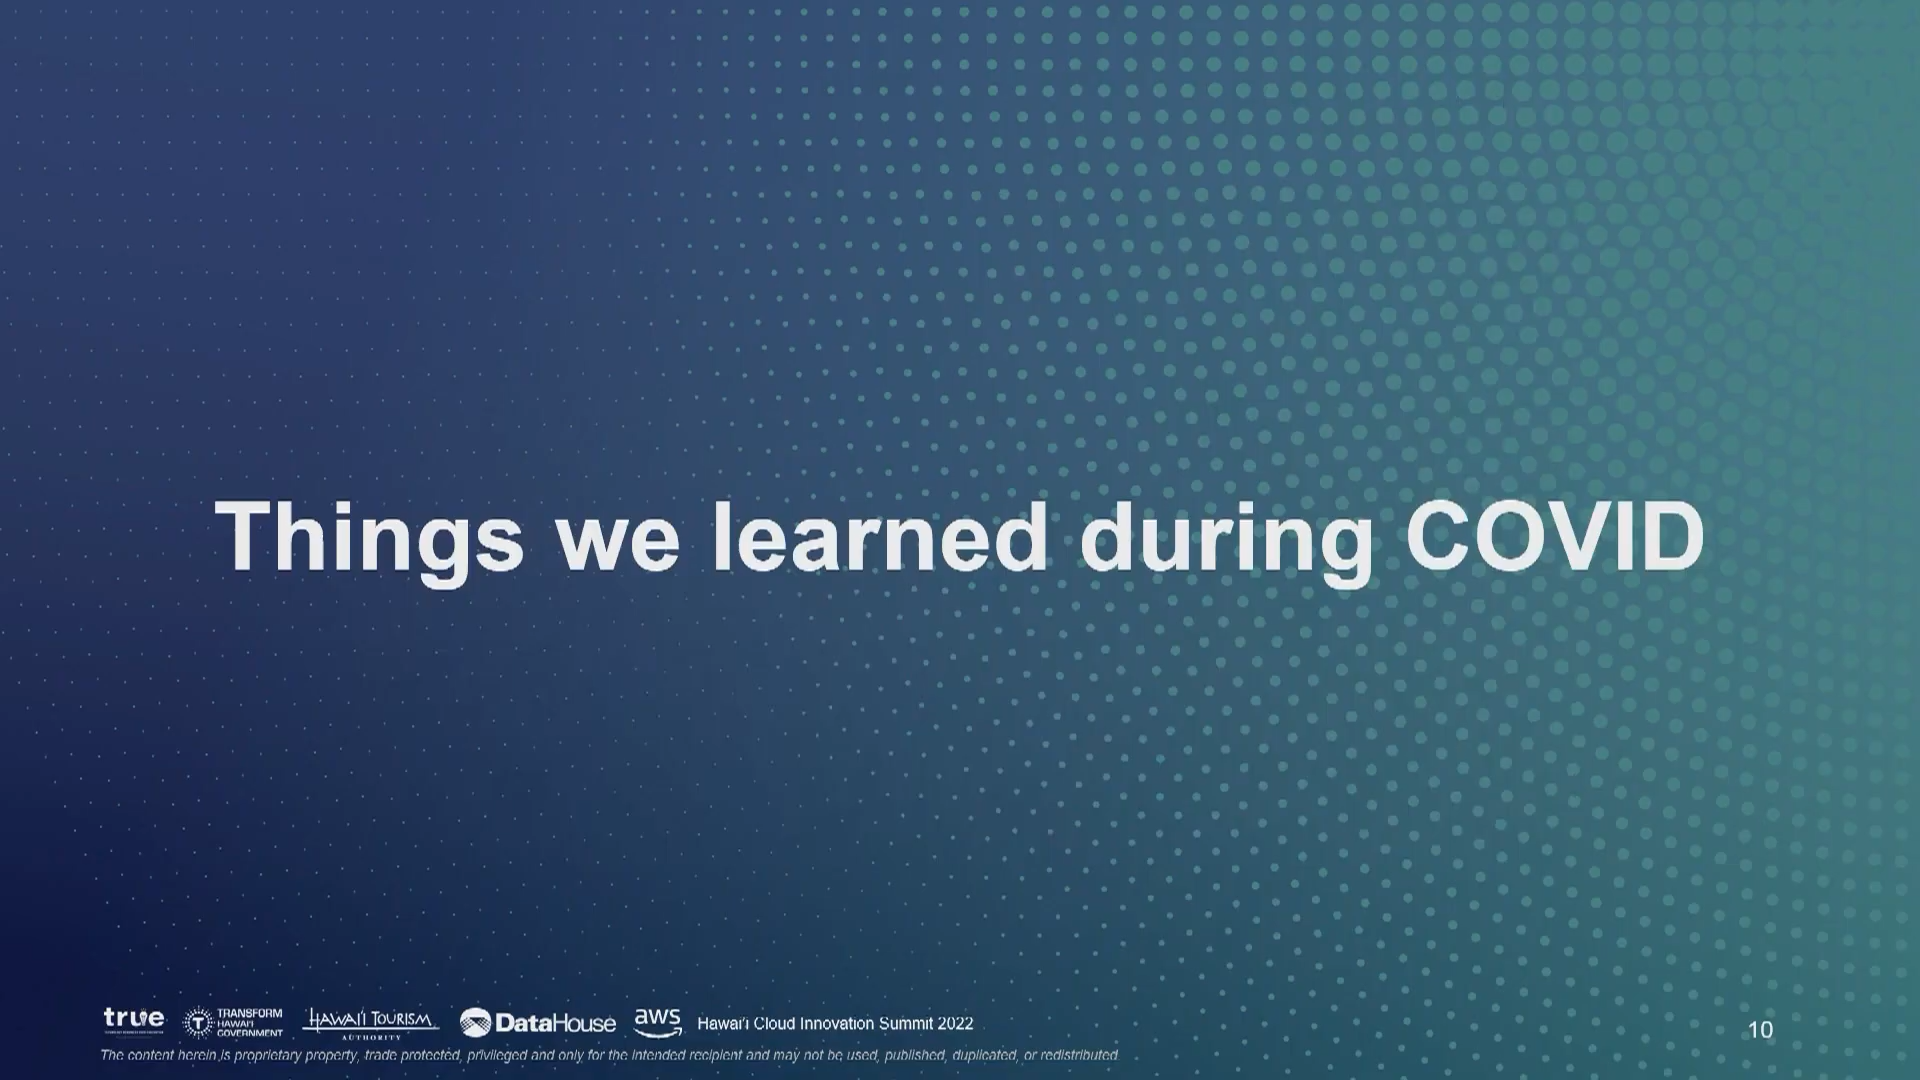 Things we learned during COVID
true
TRANSFORM
HAWAI'I
GOVERNMENT
HAWAI'I TOURISM
AUTHORITY
DataHouse
aws
Hawai'i Cloud Innovation Summit 2022
10
The content herein is proprietary property, trade protected, privileged and only for the intended recipient and may not be used, published, duplicated, or redistributed